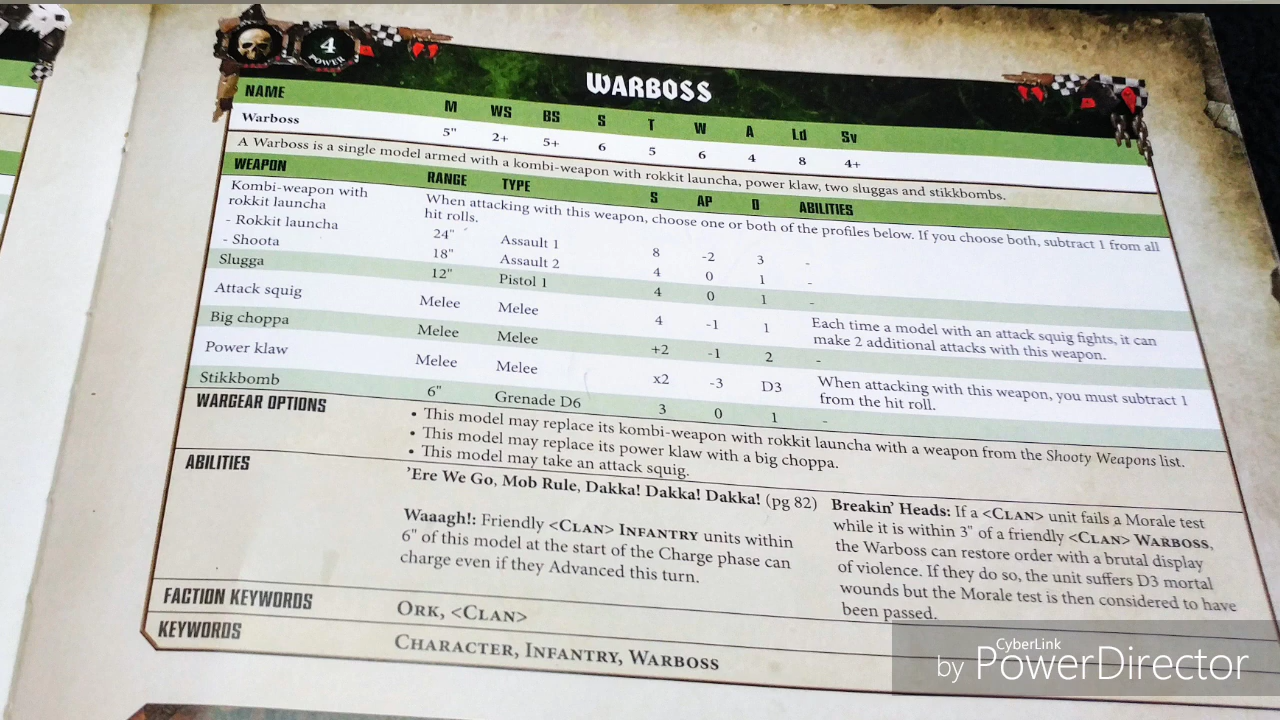 4
POWER
WARBOSS
NAME M WS BS S T W A Ld Sv
Warboss 5" 2+ 5+ 6 5 6 4 8 4+
A Warboss is a single model armed with a kombi-weapon with rokkit launcha, power klaw, two sluggas and stikkbombs.
WEAPON RANGE TYPE S AP D ABILITIES
Kombi-weapon with
rokkit launcha
When attacking with this weapon, choose one or both of the profiles below. If you choose both, subtract 1 from all
hit rolls.
- Rokkit launcha 24" Assault 1 8 -2 3 -
- Shoota 18" Assault 2 4 0 1 -
Slugga 12" Pistol 1 4 0 1 -
Attack squig Melee Melee 4 -1 1 Each time a model with an attack squig fights, it can
make 2 additional attacks with this weapon.
Big choppa Melee Melee +2 -1 2 -
Power klaw Melee Melee x2 -3 D3 When attacking with this weapon, you must subtract 1
from the hit roll.
Stikkbomb 6" Grenade D6 3 0 1 -
WARGEAR OPTIONS
• This model may replace its kombi-weapon with rokkit launcha with a weapon from the Shooty Weapons list.
• This model may replace its power klaw with a big choppa.
• This model may take an attack squig.
ABILITIES
'Ere We Go, Mob Rule, Dakka! Dakka! Dakka! (pg 82)
Waaagh!: Friendly <CLAN> INFANTRY units within
6" of this model at the start of the Charge phase can
charge even if they Advanced this turn.
Breakin' Heads: If a <CLAN> unit fails a Morale test
while it is within 3" of a friendly <CLAN> WARBOSS,
the Warboss can restore order with a brutal display
of violence. If they do so, the unit suffers D3 mortal
wounds but the Morale test is then considered to have
been passed.
FACTION KEYWORDS ORK, <CLAN>
KEYWORDS CHARACTER, INFANTRY, WARBOSS
CyberLink
by PowerDirector